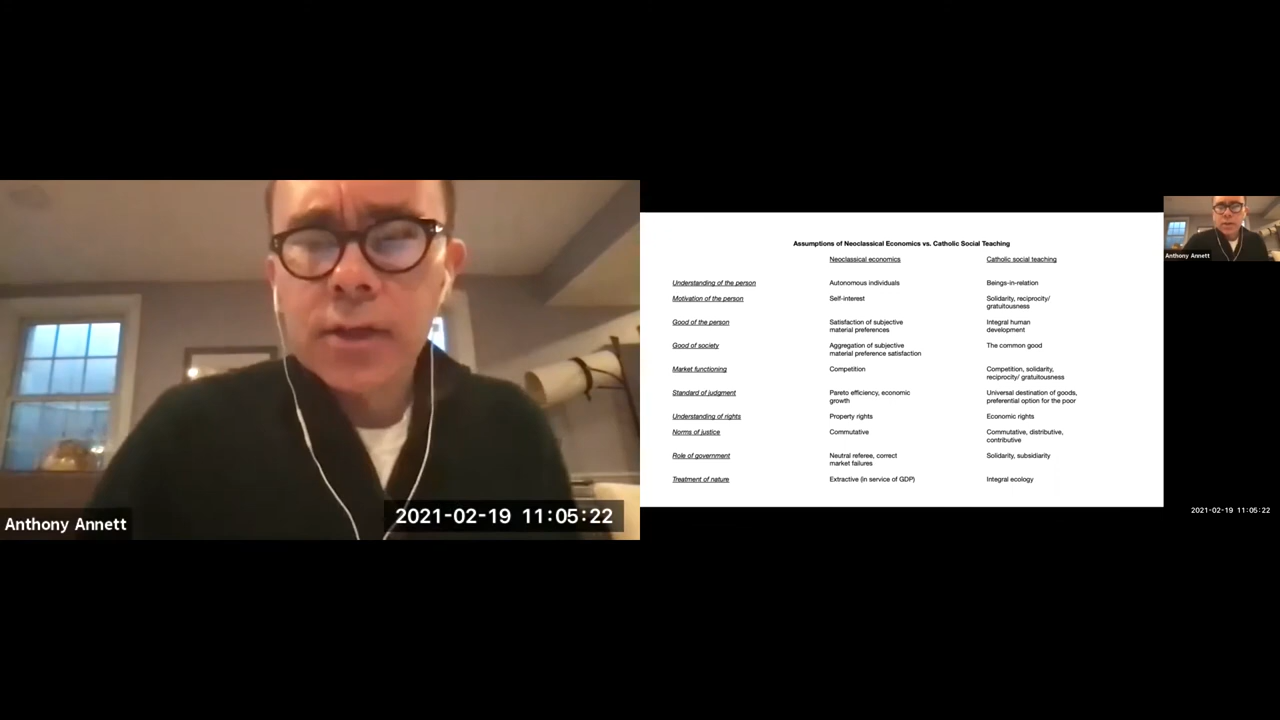 Anthony Annett
2021-02-19 11:05:22
Assumptions of Neoclassical Economics vs. Catholic Social Teaching
Neoclassical economics Catholic social teaching
Understanding of the person Autonomous individuals Beings-in-relation
Motivation of the person Self-interest Solidarity, reciprocity/
gratuitousness
Good of the person Satisfaction of subjective Integral human
material preferences development
Good of society Aggregation of subjective The common good
material preference satisfaction
Market functioning Competition Competition, solidarity,
reciprocity/ gratuitousness
Standard of judgment Pareto efficiency, economic Universal destination of goods,
growth preferential option for the poor
Understanding of rights Property rights Economic rights
Norms of justice Commutative Commutative, distributive,
contributive
Role of government Neutral referee, correct Solidarity, subsidiarity
market failures
Treatment of nature Extractive (in service of GDP) Integral ecology
Anthony Annett
2021-02-19 11:05:22